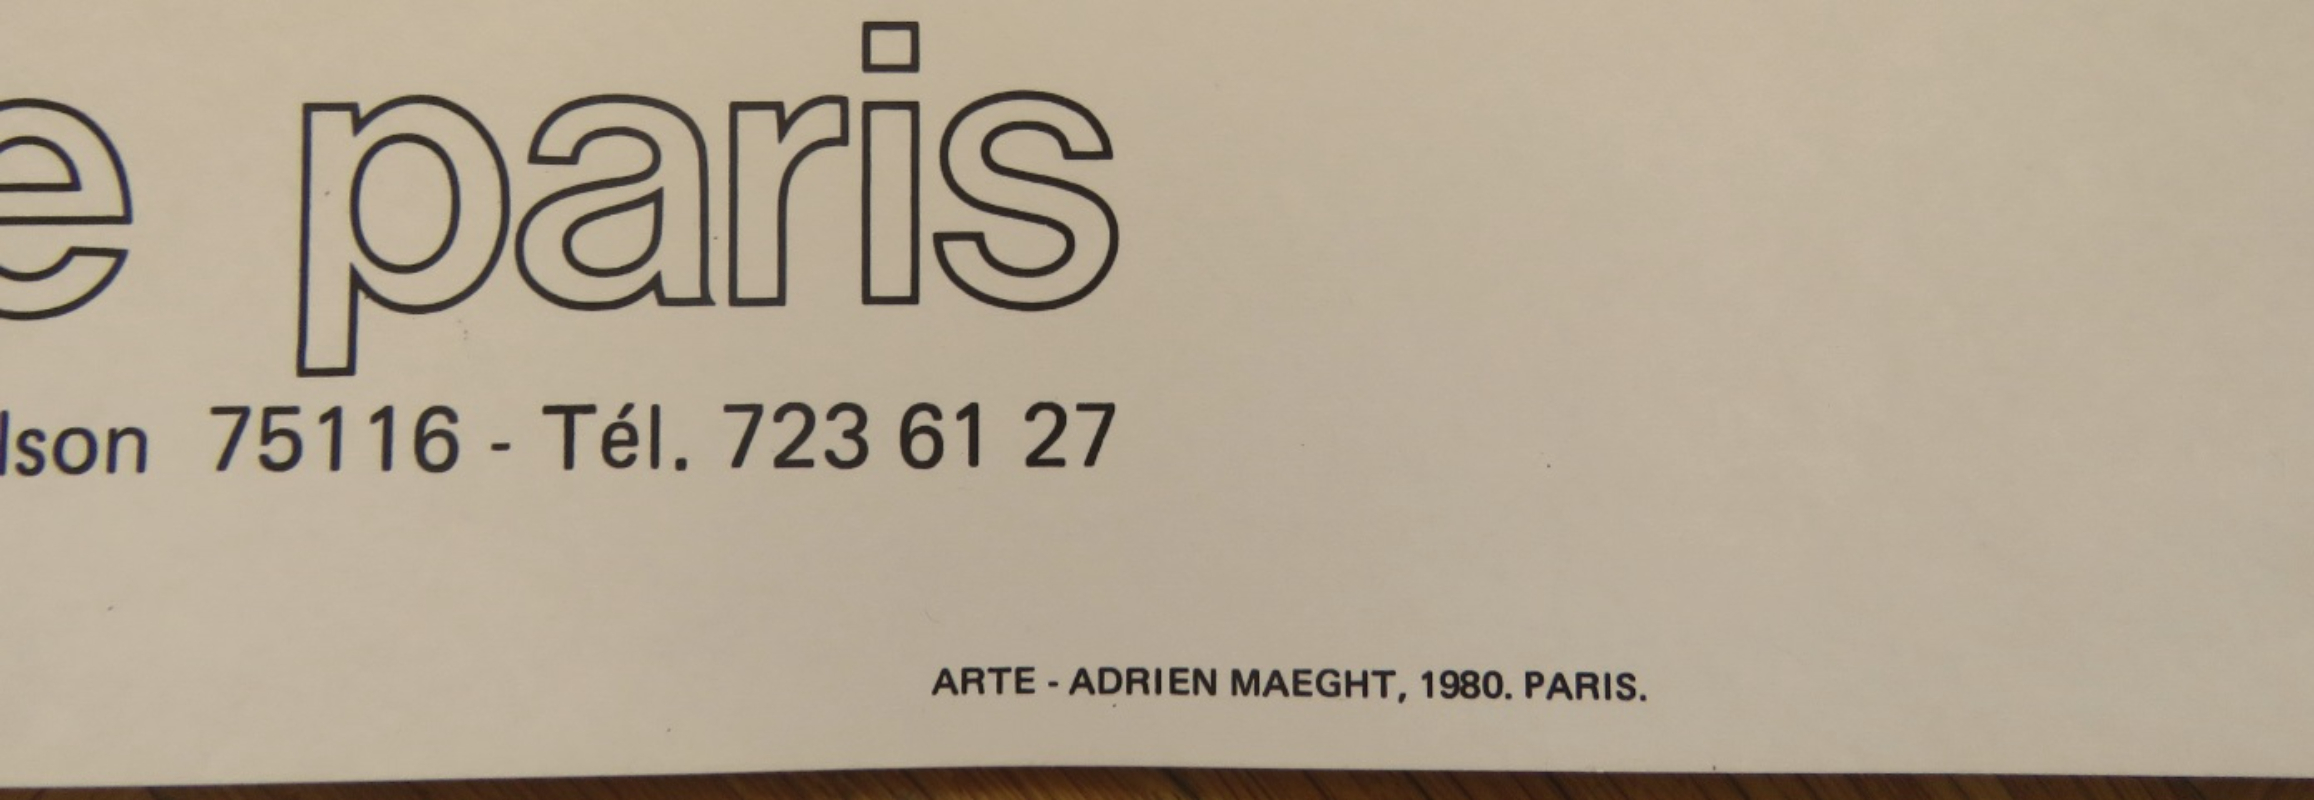 e paris
lson 75116 - Tél. 723 61 27
ARTE - ADRIEN MAEGHT, 1980. PARIS.